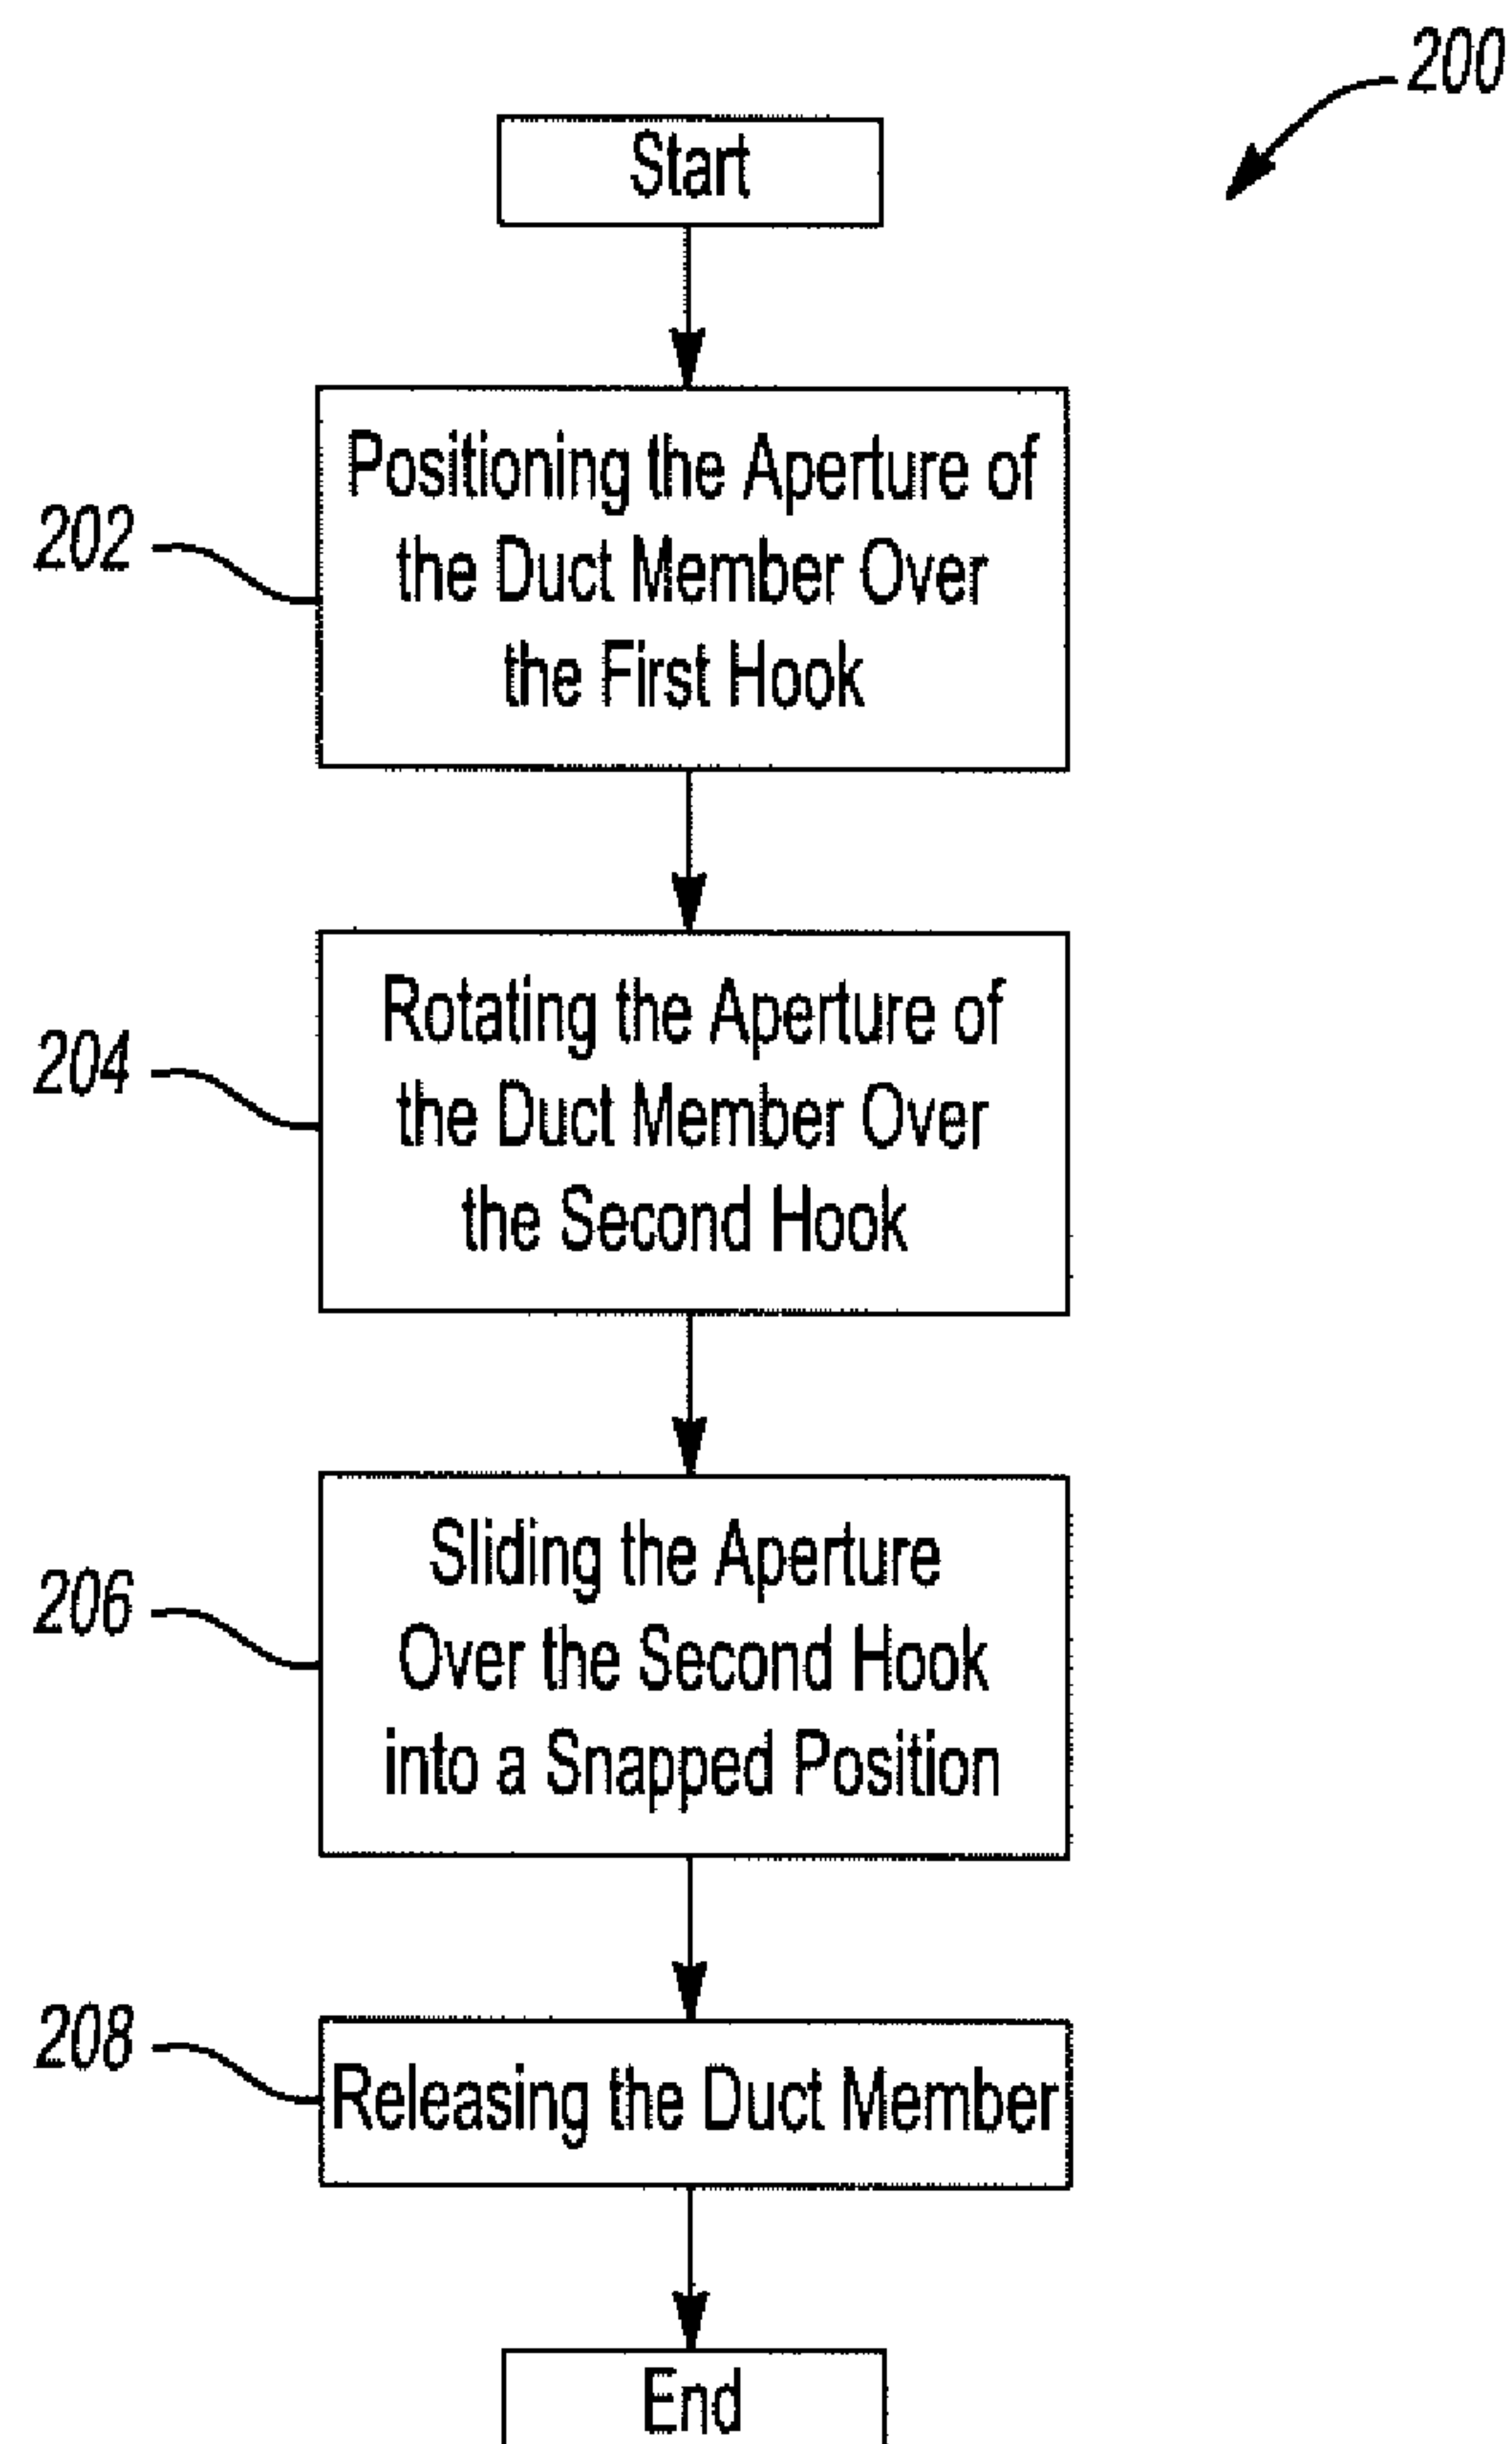 200
Start
202
Positioning the Aperture of
the Duct Member Over
the First Hook
204
Rotating the Aperture of
the Duct Member Over
the Second Hook
206
Sliding the Aperture
Over the Second Hook
into a Snapped Position
208
Releasing the Duct Member
End